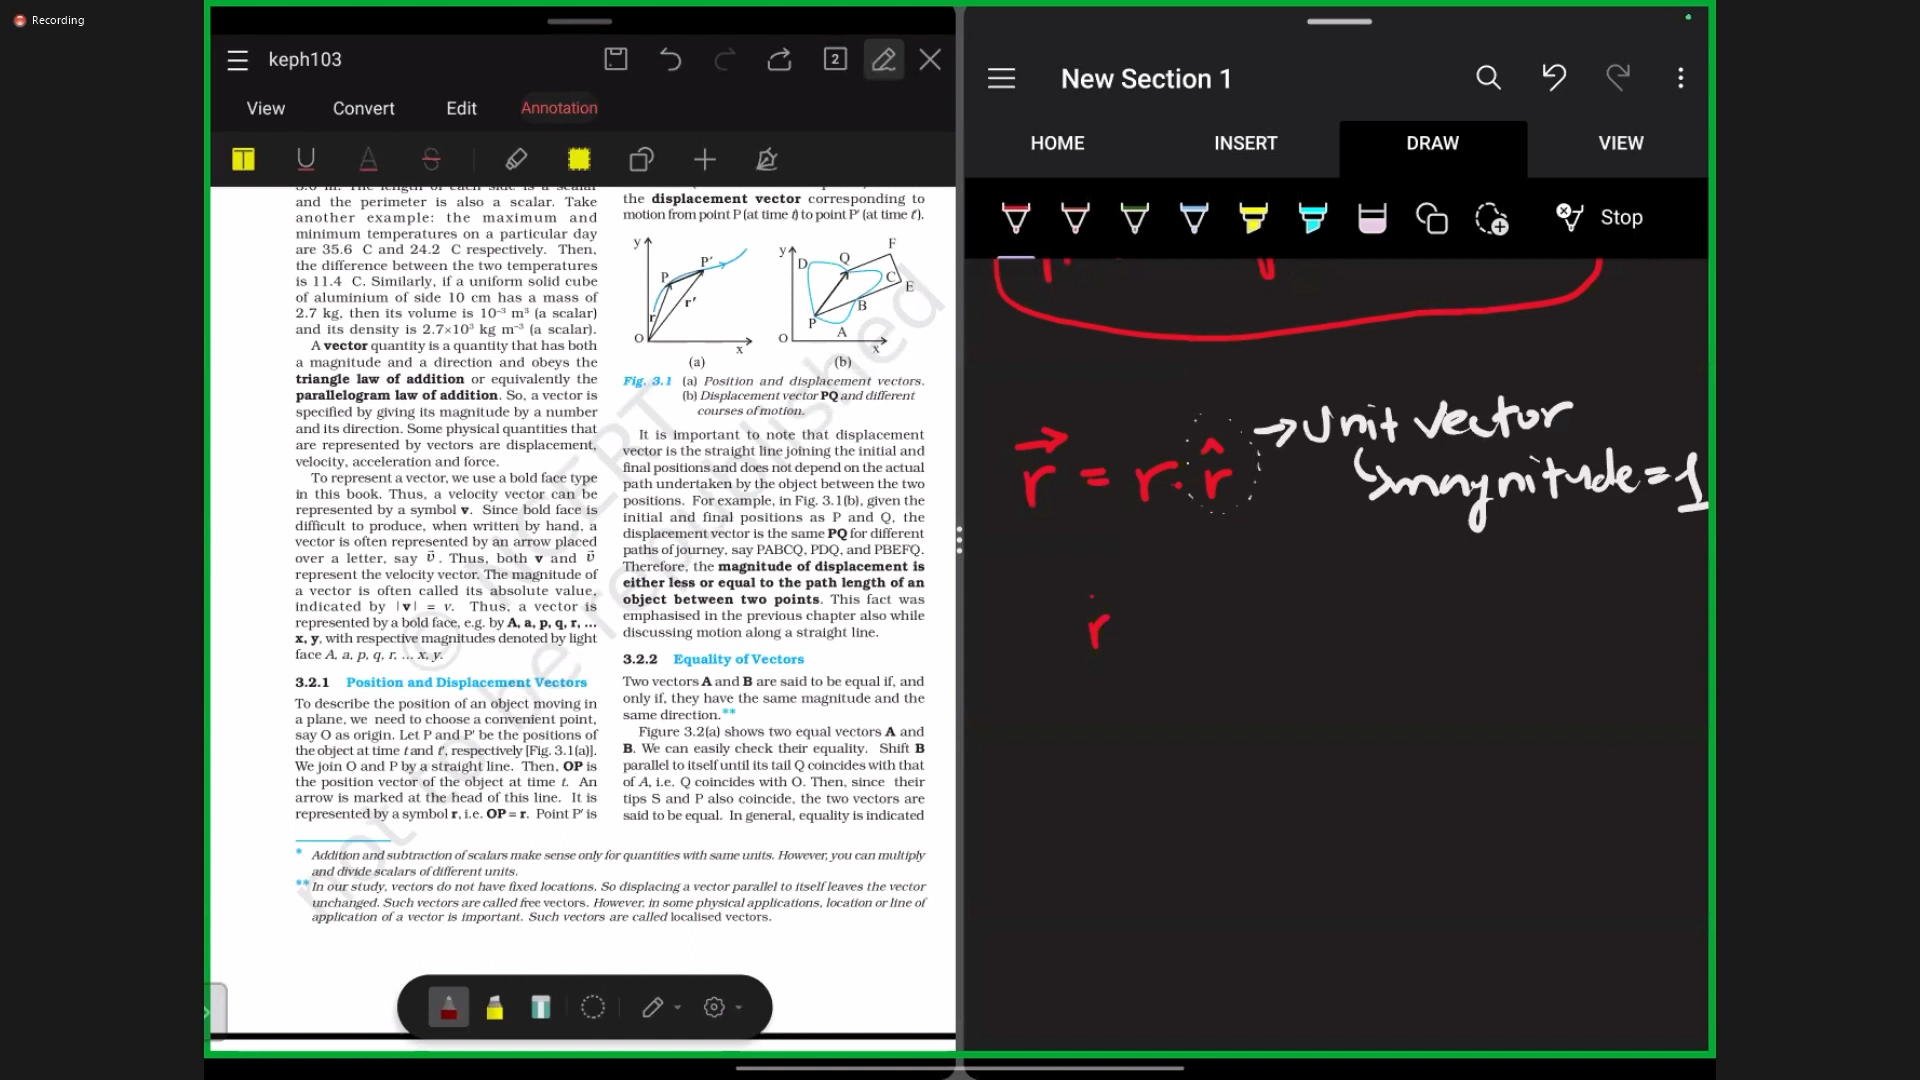 Recording
keph103
2
View Convert Edit Annotation
T U A S
3.0 m. The length of each side is a scalar
and the perimeter is also a scalar. Take
another example: the maximum and
minimum temperatures on a particular day
are 35.6 C and 24.2 C respectively. Then,
the difference between the two temperatures
is 11.4 C. Similarly, if a uniform solid cube
of aluminium of side 10 cm has a mass of
2.7 kg, then its volume is 10⁻³ m³ (a scalar)
and its density is 2.7×10³ kg m⁻³ (a scalar).
A vector quantity is a quantity that has both
a magnitude and a direction and obeys the
triangle law of addition or equivalently the
parallelogram law of addition. So, a vector is
specified by giving its magnitude by a number
and its direction. Some physical quantities that
are represented by vectors are displacement,
velocity, acceleration and force.
To represent a vector, we use a bold face type
in this book. Thus, a velocity vector can be
represented by a symbol v. Since bold face is
difficult to produce, when written by hand, a
vector is often represented by an arrow placed
over a letter, say v⃗. Thus, both v and v⃗
represent the velocity vector. The magnitude of
a vector is often called its absolute value,
indicated by |v| = v. Thus, a vector is
represented by a bold face, e.g. by A, a, p, q, r, ...
x, y, with respective magnitudes denoted by light
face A, a, p, q, r, ... x, y.
3.2.1 Position and Displacement Vectors
To describe the position of an object moving in
a plane, we need to choose a convenient point,
say O as origin. Let P and P′ be the positions of
the object at time t and t′, respectively [Fig. 3.1(a)].
We join O and P by a straight line. Then, OP is
the position vector of the object at time t. An
arrow is marked at the head of this line. It is
represented by a symbol r, i.e. OP = r. Point P′ is
the displacement vector corresponding to
motion from point P (at time t) to point P′ (at time t′).
y P P′ r r′ O x
(a)
y D Q F C E B P A O x
(b)
Fig. 3.1 (a) Position and displacement vectors.
(b) Displacement vector PQ and different
courses of motion.
It is important to note that displacement
vector is the straight line joining the initial and
final positions and does not depend on the actual
path undertaken by the object between the two
positions. For example, in Fig. 3.1(b), given the
initial and final positions as P and Q, the
displacement vector is the same PQ for different
paths of journey, say PABCQ, PDQ, and PBEFQ.
Therefore, the magnitude of displacement is
either less or equal to the path length of an
object between two points. This fact was
emphasised in the previous chapter also while
discussing motion along a straight line.
3.2.2 Equality of Vectors
Two vectors A and B are said to be equal if, and
only if, they have the same magnitude and the
same direction.**
Figure 3.2(a) shows two equal vectors A and
B. We can easily check their equality. Shift B
parallel to itself until its tail Q coincides with that
of A, i.e. Q coincides with O. Then, since their
tips S and P also coincide, the two vectors are
said to be equal. In general, equality is indicated
* Addition and subtraction of scalars make sense only for quantities with same units. However, you can multiply
and divide scalars of different units.
** In our study, vectors do not have fixed locations. So displacing a vector parallel to itself leaves the vector
unchanged. Such vectors are called free vectors. However, in some physical applications, location or line of
application of a vector is important. Such vectors are called localised vectors.
© NCERT
not to be republished
New Section 1
HOME INSERT DRAW VIEW
Stop
r⃗ = r · r̂ → Unit vector
↳ magnitude = 1
r